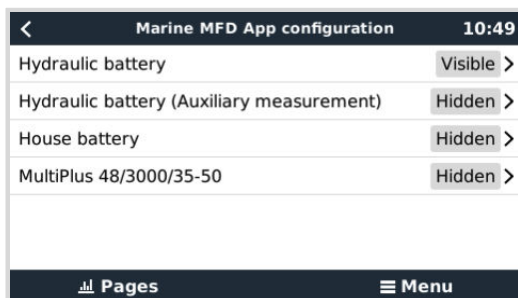 Marine MFD App configuration 10:49
Hydraulic battery Visible
Hydraulic battery (Auxiliary measurement) Hidden
House battery Hidden
MultiPlus 48/3000/35-50 Hidden
Pages Menu